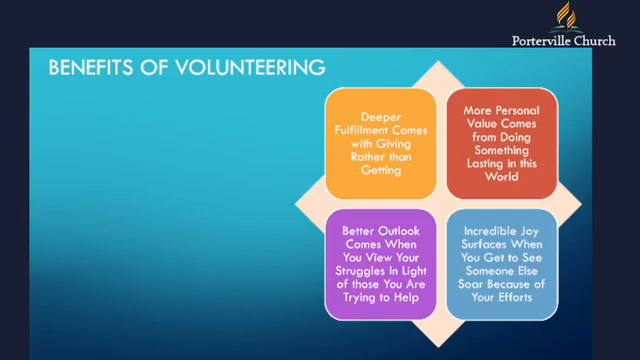 Porterville Church
BENEFITS OF VOLUNTEERING
Deeper
Fulfillment Comes
with Giving
Rather than
Getting
More Personal
Value Comes
from Doing
Something
Lasting in this
World
Better Outlook
Comes When
You View Your
Struggles In Light
of those You Are
Trying to Help
Incredible Joy
Surfaces When
You Get to See
Someone Else
Soar Because of
Your Efforts